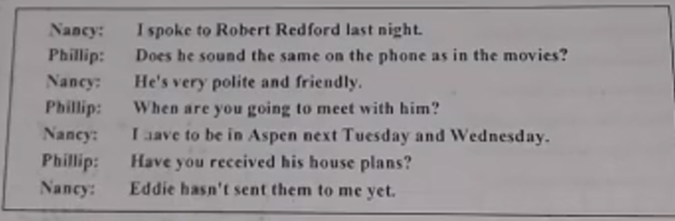 Nancy: I spoke to Robert Redford last night.
Phillip: Does he sound the same on the phone as in the movies?
Nancy: He's very polite and friendly.
Phillip: When are you going to meet with him?
Nancy: I have to be in Aspen next Tuesday and Wednesday.
Phillip: Have you received his house plans?
Nancy: Eddie hasn't sent them to me yet.